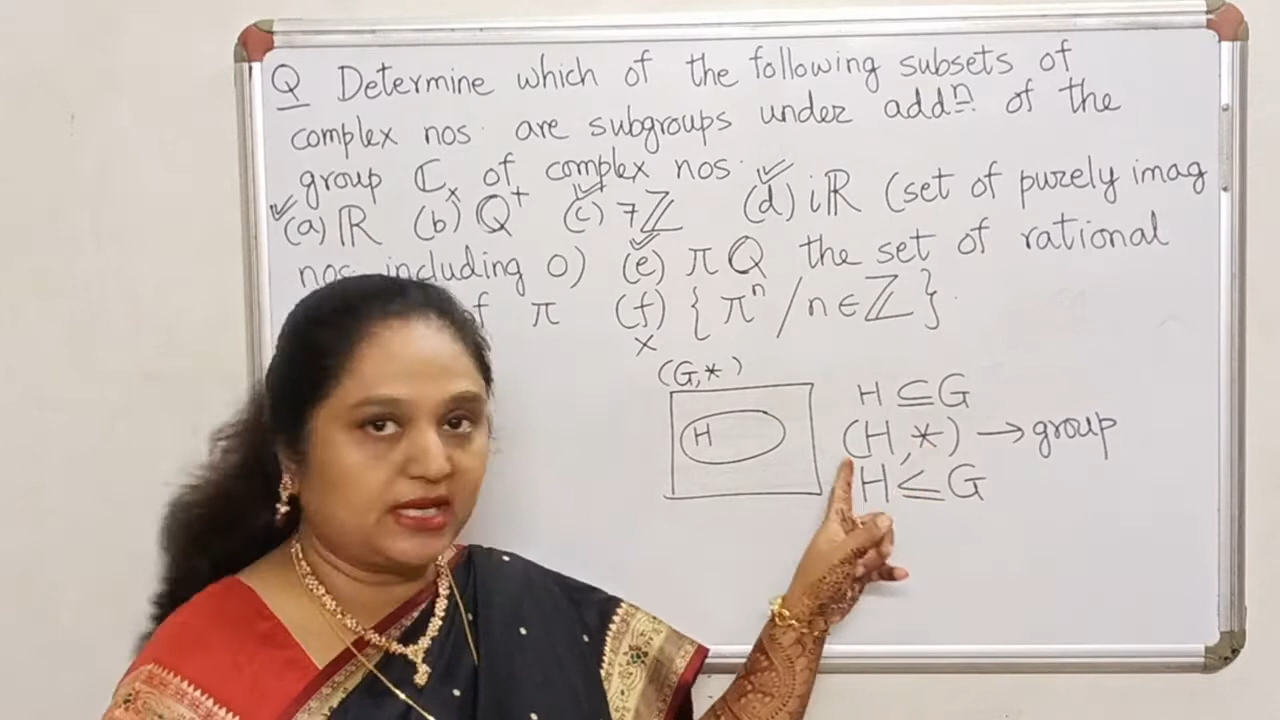 Q Determine which of the following subsets of
complex nos. are subgroups under addn of the
group ℂ of complex nos.
(a) ℝ (b) ℚ⁺ (c) 7ℤ (d) iℝ (set of purely imag
nos including 0) (e) πℚ the set of rational
π (f) {πⁿ / n ∈ ℤ}.
(G,*)
H
H ⊆ G
(H,*) → group
H ≤ G